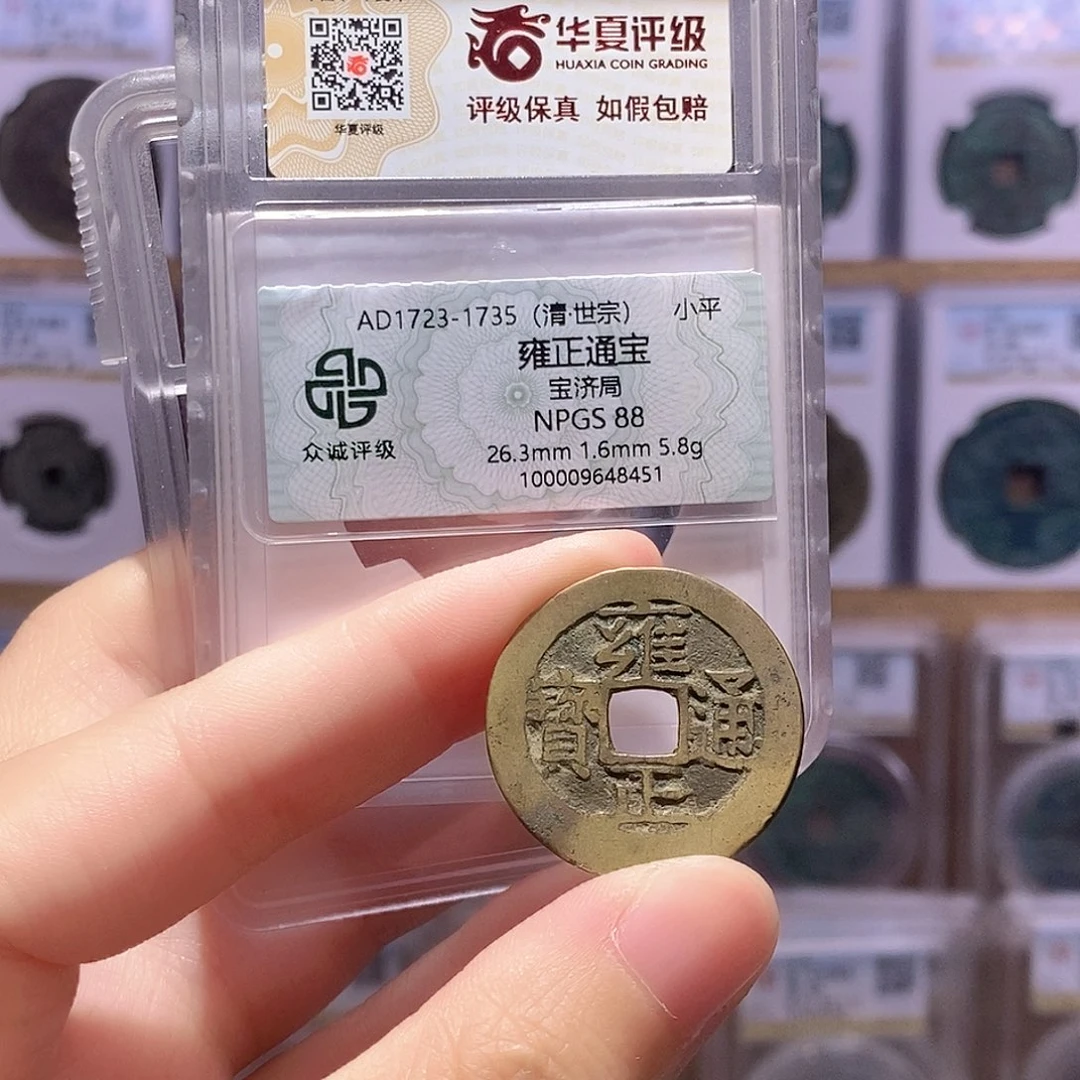 华夏评级
华夏评级
HUAXIA COIN GRADING
评级保真 如假包赔
AD1723-1735（清·世宗） 小平
雍正通宝
宝济局
NPGS 88
26.3mm 1.6mm 5.8g
100009648451
众诚评级
雍正通寳